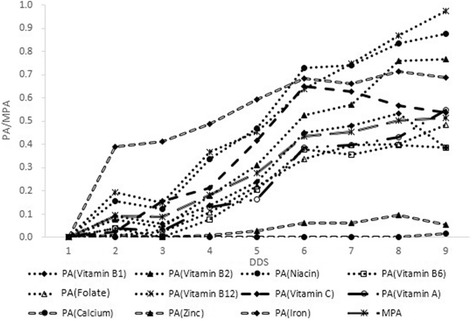 PA/MPA
1.0
0.9
0.8
0.7
0.6
0.5
0.4
0.3
0.2
0.1
0.0
1 2 3 4 5 6 7 8 9
DDS
PA(Vitamin B1) PA(Vitamin B2) PA(Niacin) PA(Vitamin B6)
PA(Folate) PA(Vitamin B12) PA(Vitamin C) PA(Vitamin A)
PA(Calcium) PA(Zinc) PA(Iron) MPA